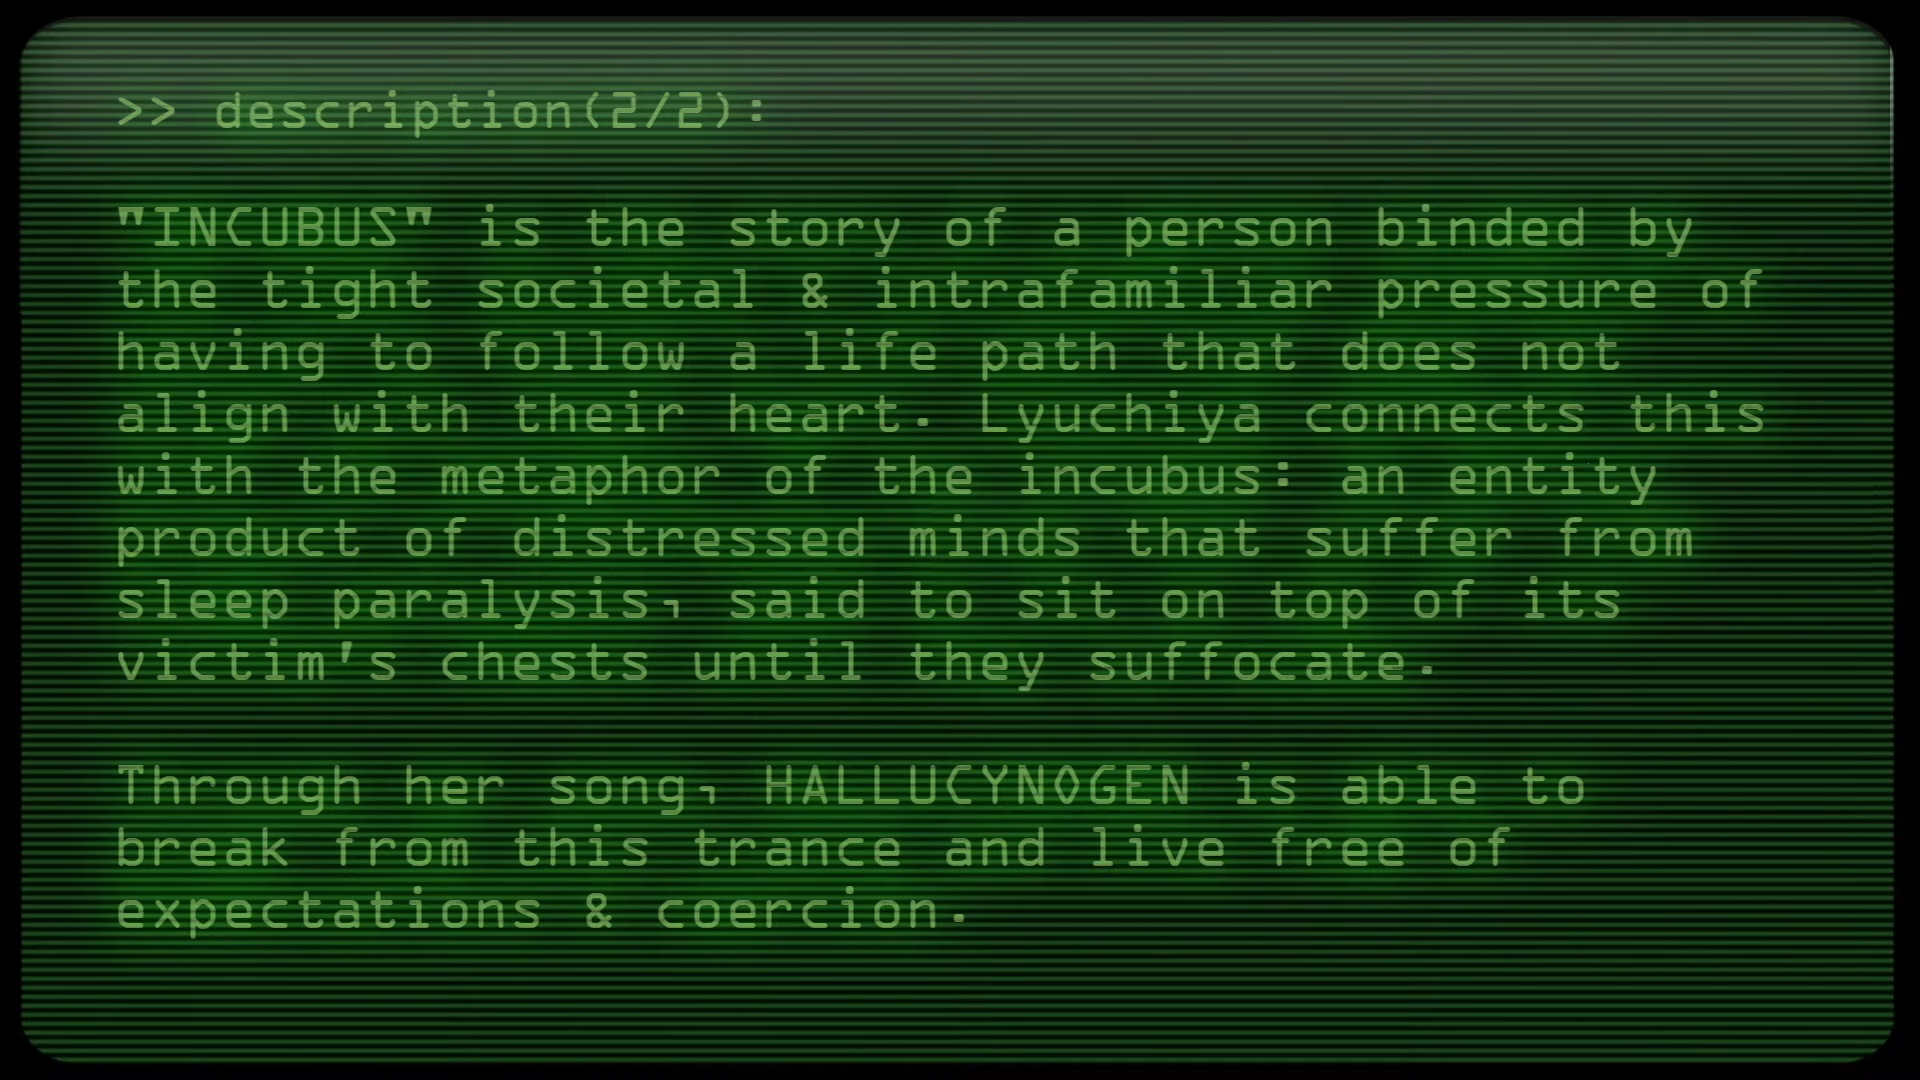 >> description(2/2):
"INCUBUS" is the story of a person binded by
the tight societal & intrafamiliar pressure of
having to follow a life path that does not
align with their heart. Lyuchiya connects this
with the metaphor of the incubus: an entity
product of distressed minds that suffer from
sleep paralysis, said to sit on top of its
victim's chests until they suffocate.
Through her song, HALLUCYNOGEN is able to
break from this trance and live free of
expectations & coercion.